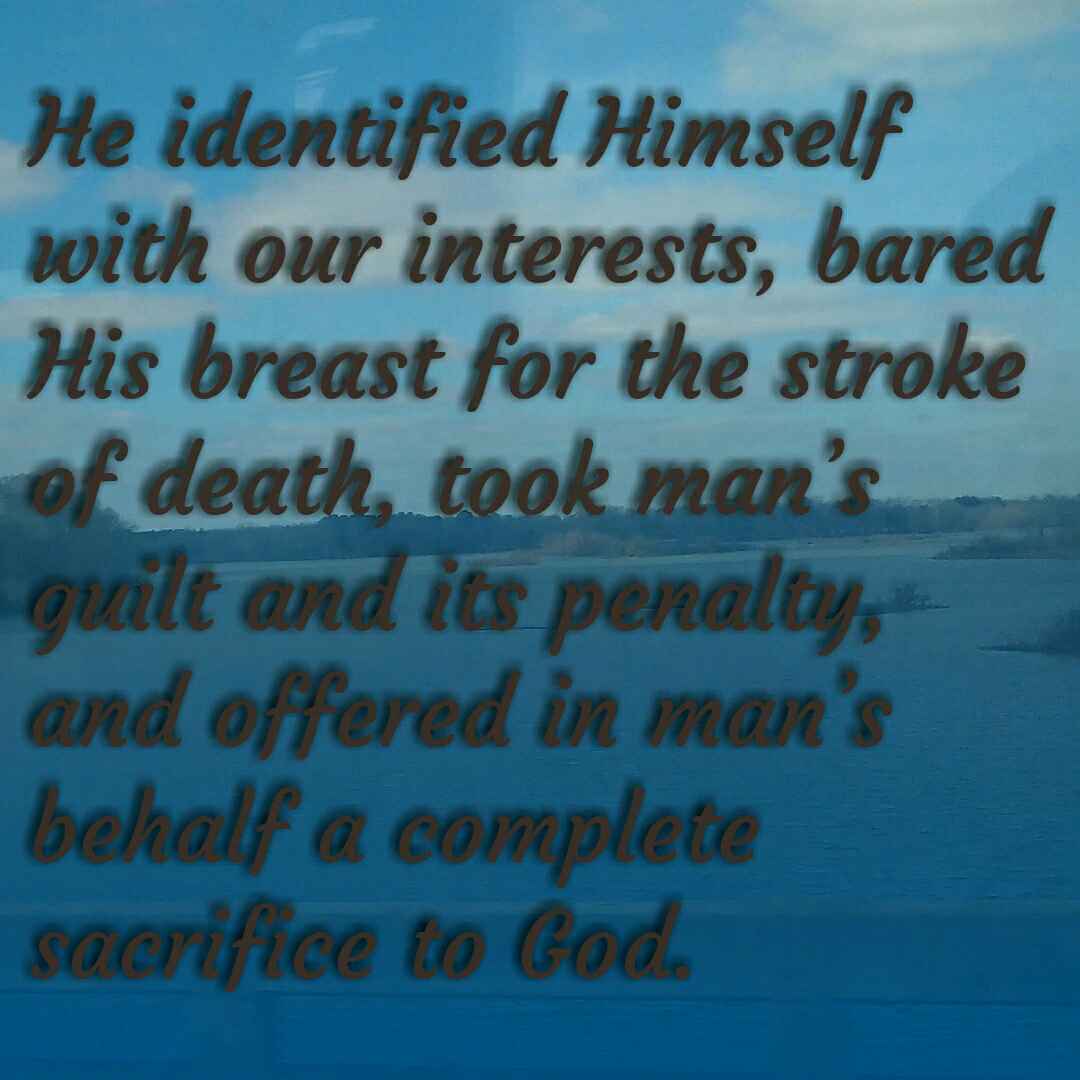 He identified Himself
with our interests, bared
His breast for the stroke
of death, took man’s
guilt and its penalty,
and offered in man’s
behalf a complete
sacrifice to God.